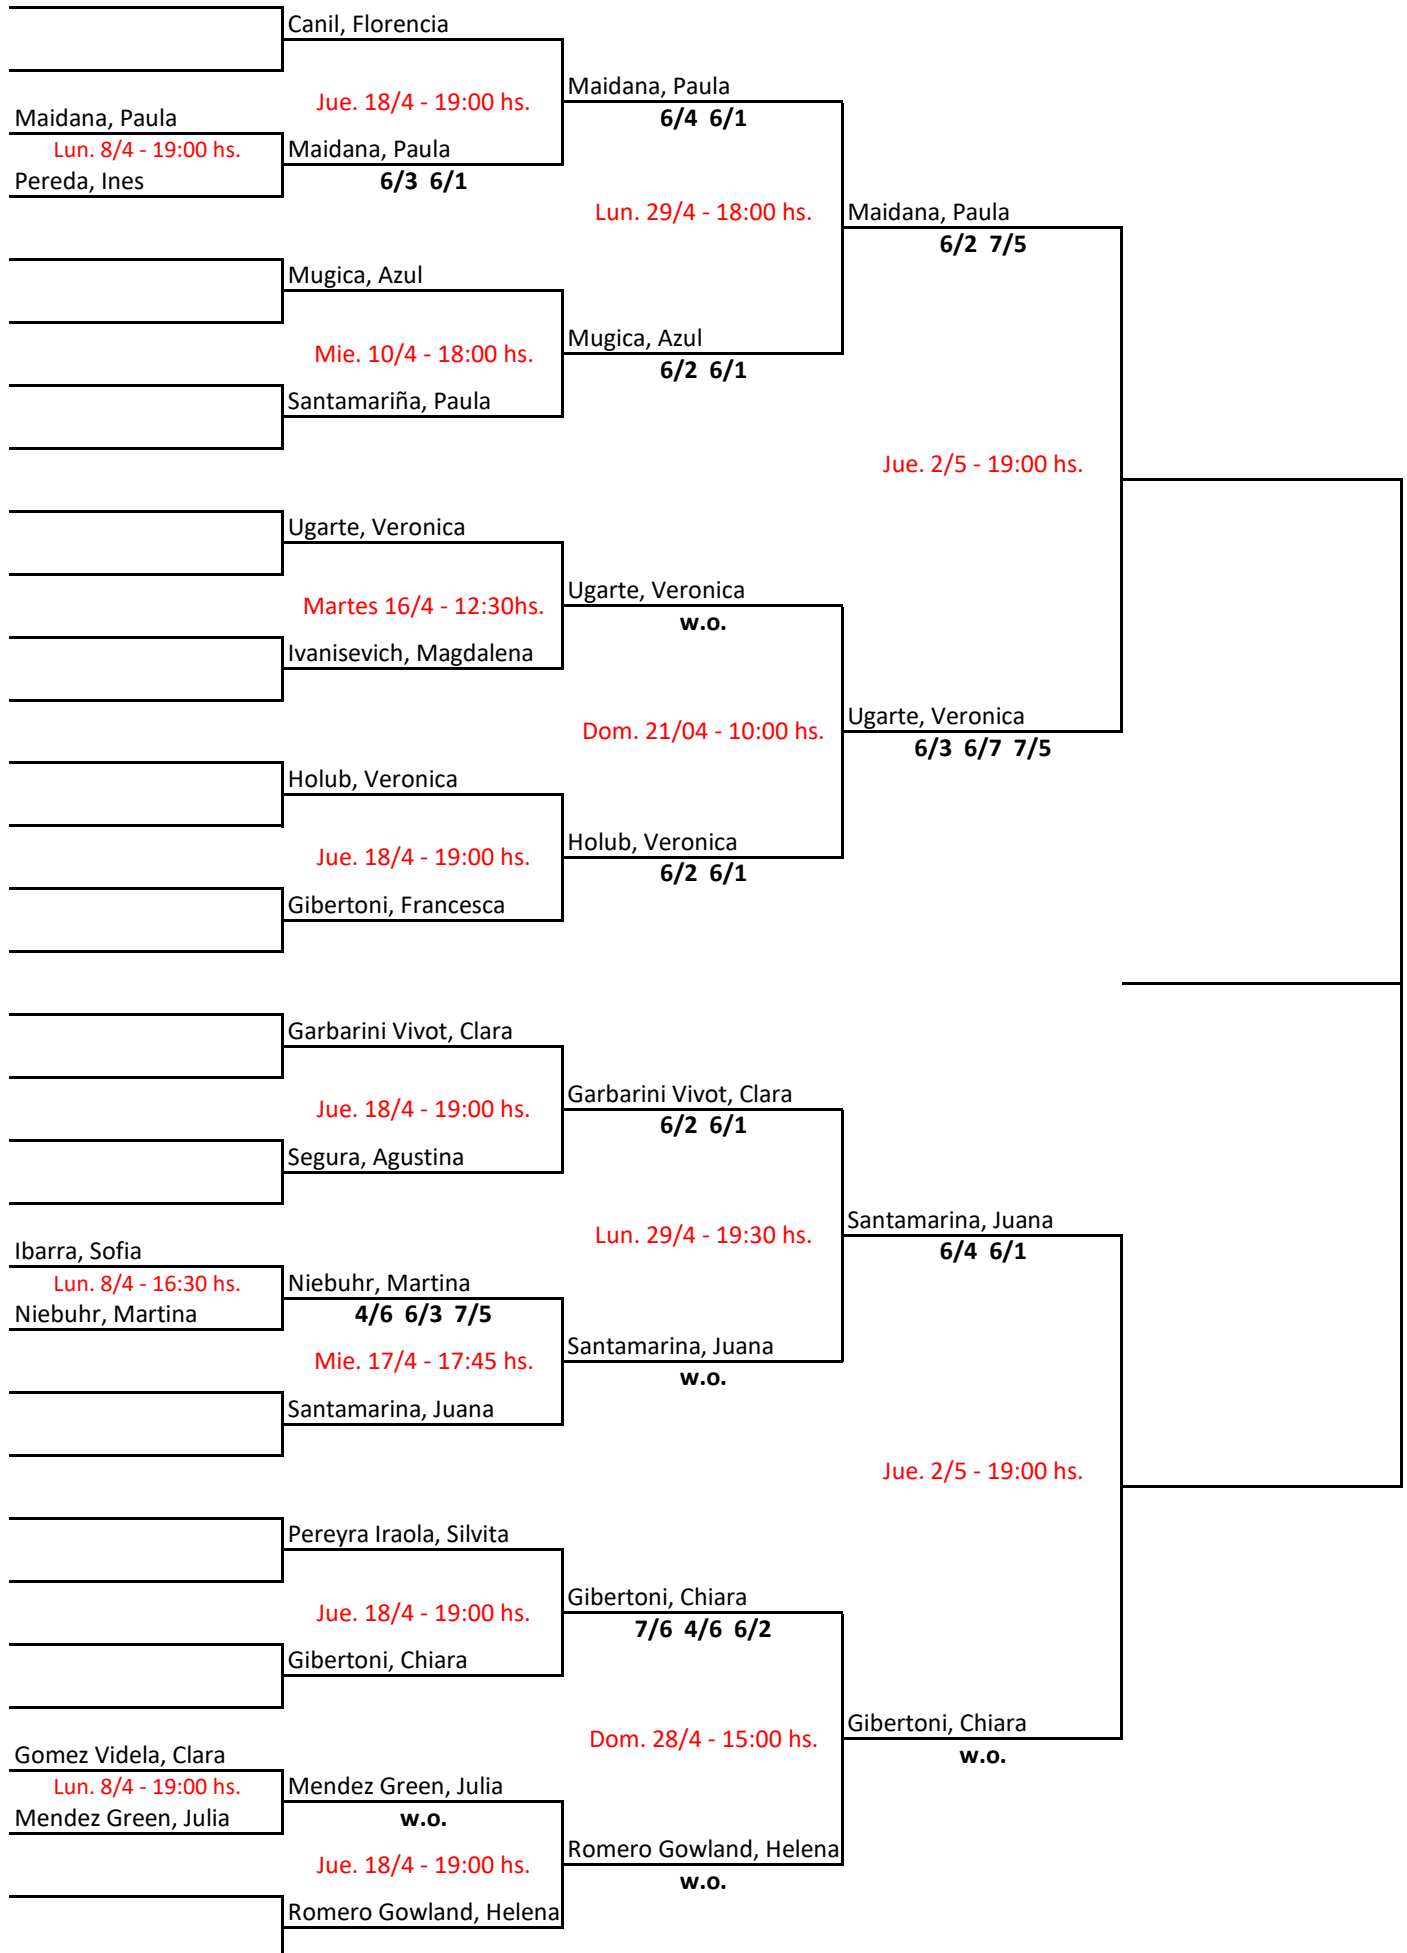 Canil, Florencia
Jue. 18/4 - 19:00 hs.
Maidana, Paula
6/4 6/1
Maidana, Paula
Lun. 8/4 - 19:00 hs.
Pereda, Ines
Maidana, Paula
6/3 6/1
Lun. 29/4 - 18:00 hs.
Maidana, Paula
6/2 7/5
Mugica, Azul
Mie. 10/4 - 18:00 hs.
Mugica, Azul
6/2 6/1
Santamariña, Paula
Jue. 2/5 - 19:00 hs.
Ugarte, Veronica
Martes 16/4 - 12:30hs.
Ugarte, Veronica
w.o.
Ivanisevich, Magdalena
Dom. 21/04 - 10:00 hs.
Ugarte, Veronica
6/3 6/7 7/5
Holub, Veronica
Jue. 18/4 - 19:00 hs.
Holub, Veronica
6/2 6/1
Gibertoni, Francesca
Garbarini Vivot, Clara
Jue. 18/4 - 19:00 hs.
Garbarini Vivot, Clara
6/2 6/1
Segura, Agustina
Lun. 29/4 - 19:30 hs.
Santamarina, Juana
6/4 6/1
Ibarra, Sofia
Lun. 8/4 - 16:30 hs.
Niebuhr, Martina
Niebuhr, Martina
4/6 6/3 7/5
Mie. 17/4 - 17:45 hs.
Santamarina, Juana
w.o.
Santamarina, Juana
Jue. 2/5 - 19:00 hs.
Pereyra Iraola, Silvita
Jue. 18/4 - 19:00 hs.
Gibertoni, Chiara
7/6 4/6 6/2
Gibertoni, Chiara
Dom. 28/4 - 15:00 hs.
Gibertoni, Chiara
w.o.
Gomez Videla, Clara
Lun. 8/4 - 19:00 hs.
Mendez Green, Julia
Mendez Green, Julia
w.o.
Jue. 18/4 - 19:00 hs.
Romero Gowland, Helena
w.o.
Romero Gowland, Helena